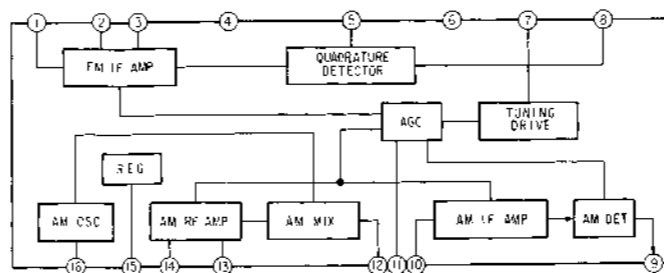 1 2 3 4 5 6 7 8
FM IF AMP
QUADRATURE
DETECTOR
AGC
TUNING
DRIVE
REG
AM OSC
AM RF AMP
AM MIX
AM IF AMP
AM DET
16 15 14 13 12 11 10 9